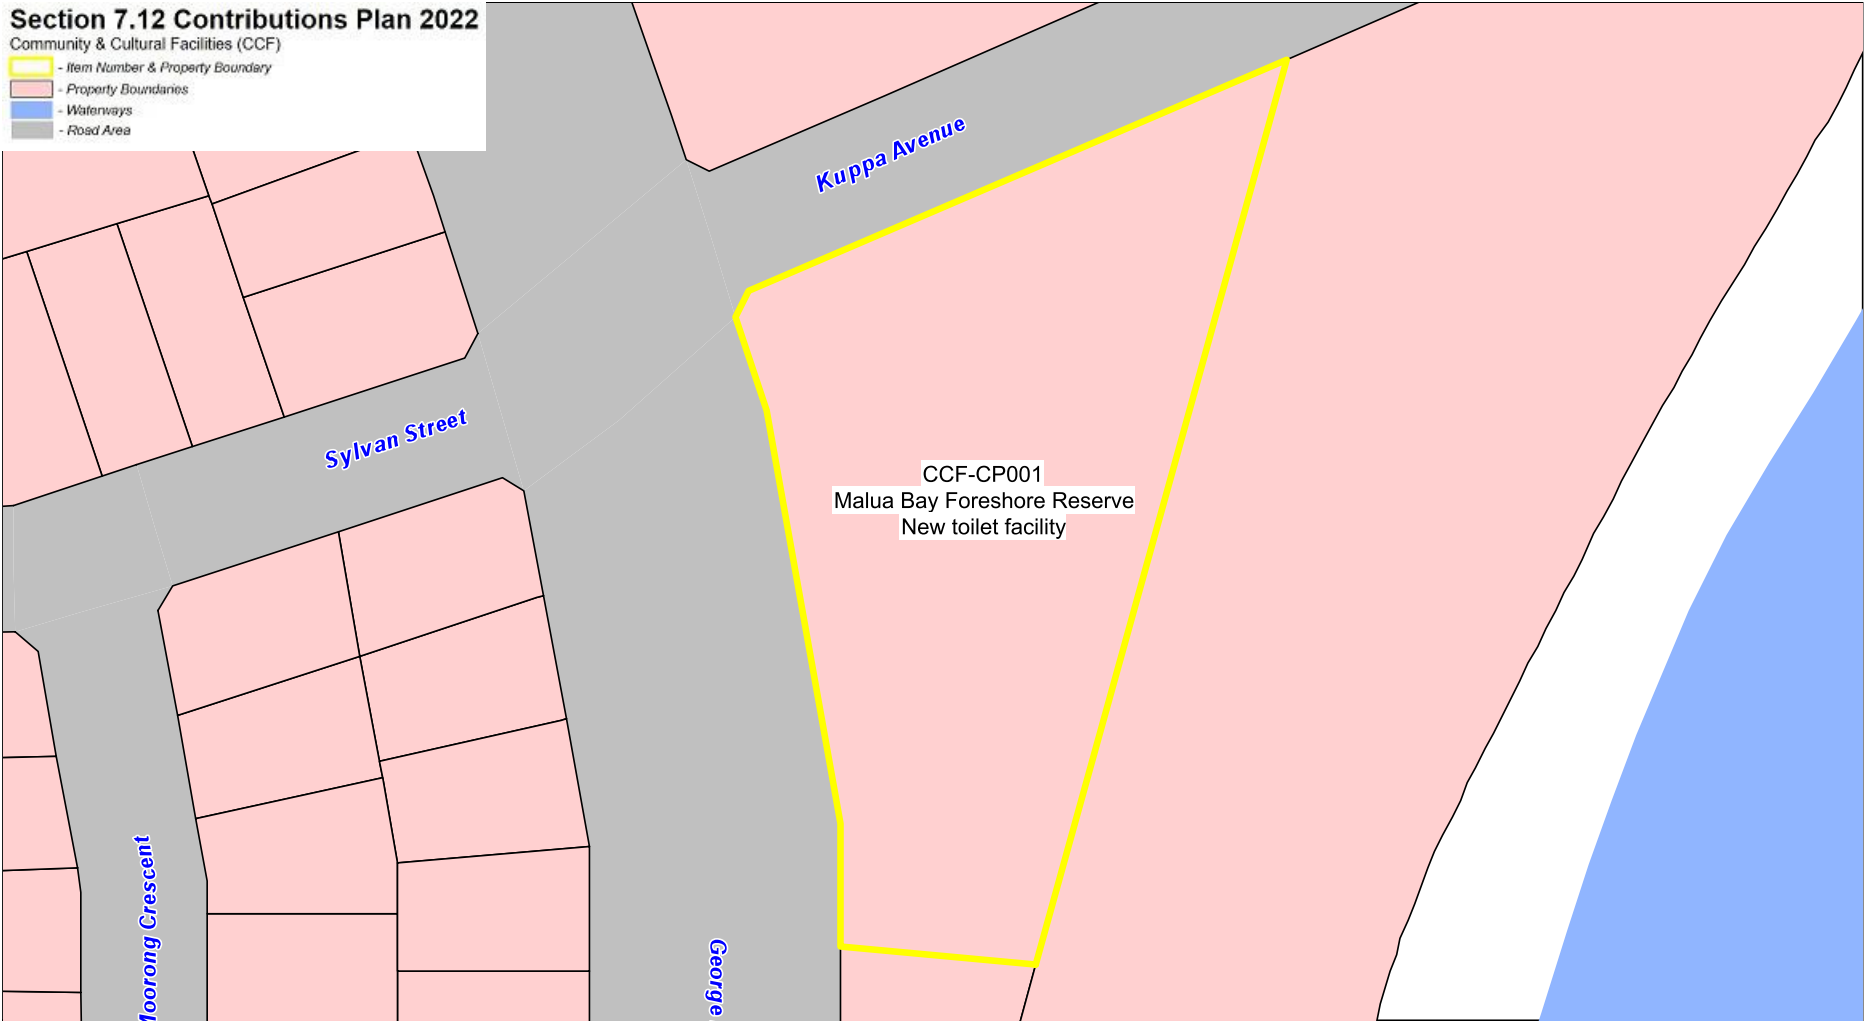 Section 7.12 Contributions Plan 2022
Community & Cultural Facilities (CCF)
- Item Number & Property Boundary
- Property Boundaries
- Waterways
- Road Area
Kuppa Avenue
Sylvan Street
CCF-CP001
Malua Bay Foreshore Reserve
New toilet facility
Moorong Crescent
George